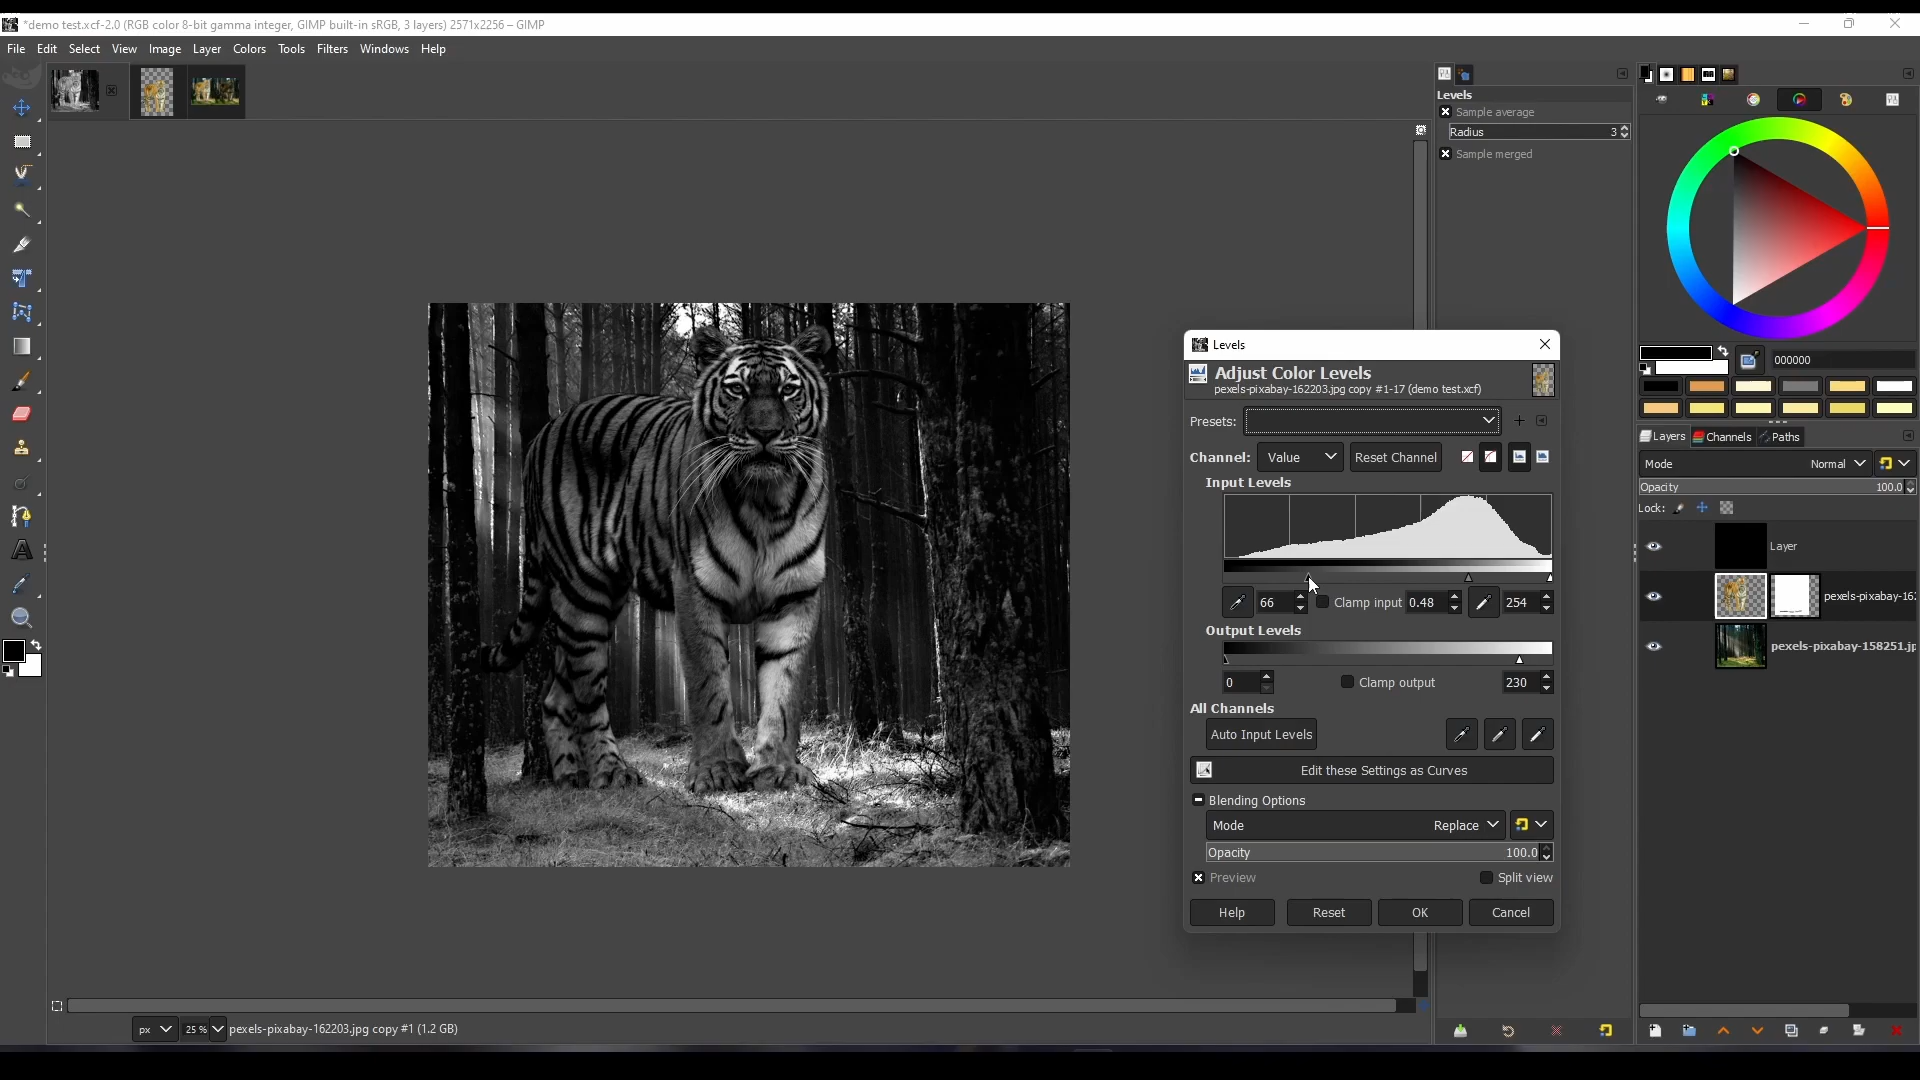 *demo test.xcf-2.0 (RGB color 8-bit gamma integer, GIMP built-in sRGB, 3 layers) 2571x2256 – GIMP
File Edit Select View Image Layer Colors Tools Filters Windows Help
Levels
Sample average
Radius 3
Sample merged
000000
Layers Channels Paths
Mode Normal
Opacity 100.0
Lock:
Layer
pexels-pixabay-16
pexels-pixabay-158251.jp
Levels
Adjust Color Levels
pexels-pixabay-162203.jpg copy #1-17 (demo test.xcf)
Presets:
Channel: Value Reset Channel
Input Levels
66 Clamp input 0.48 254
Output Levels
0 Clamp output 230
All Channels
Auto Input Levels
Edit these Settings as Curves
Blending Options
Mode Replace
Opacity 100.0
Preview Split view
Help Reset OK Cancel
px 25 % pexels-pixabay-162203.jpg copy #1 (1.2 GB)